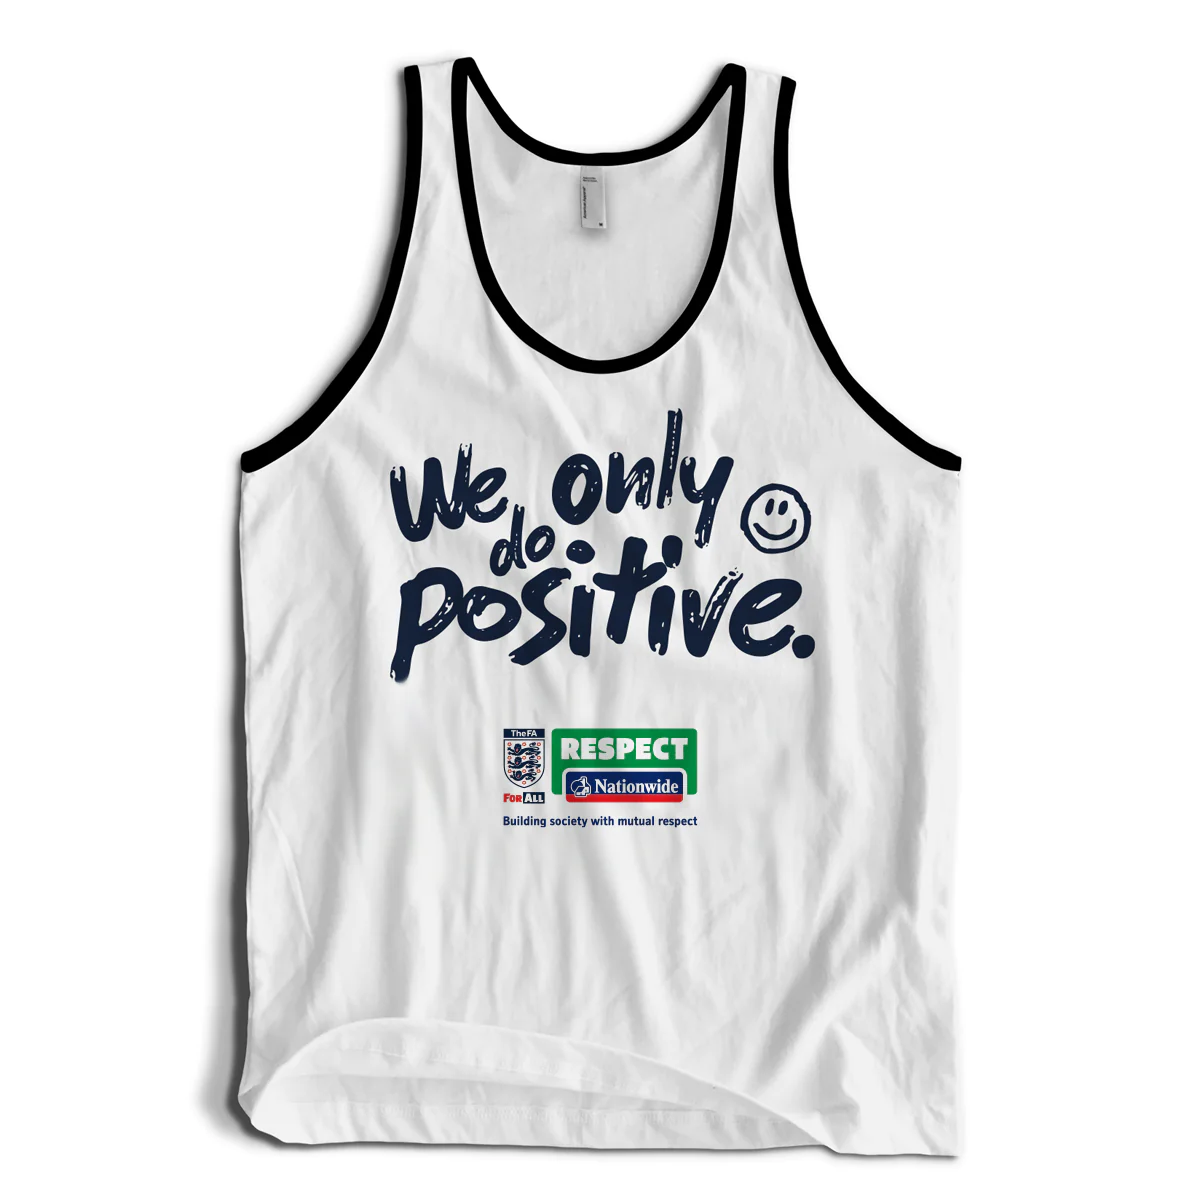 We only
do
positive.
TheFA
FOR ALL
RESPECT
Nationwide
Building society with mutual respect